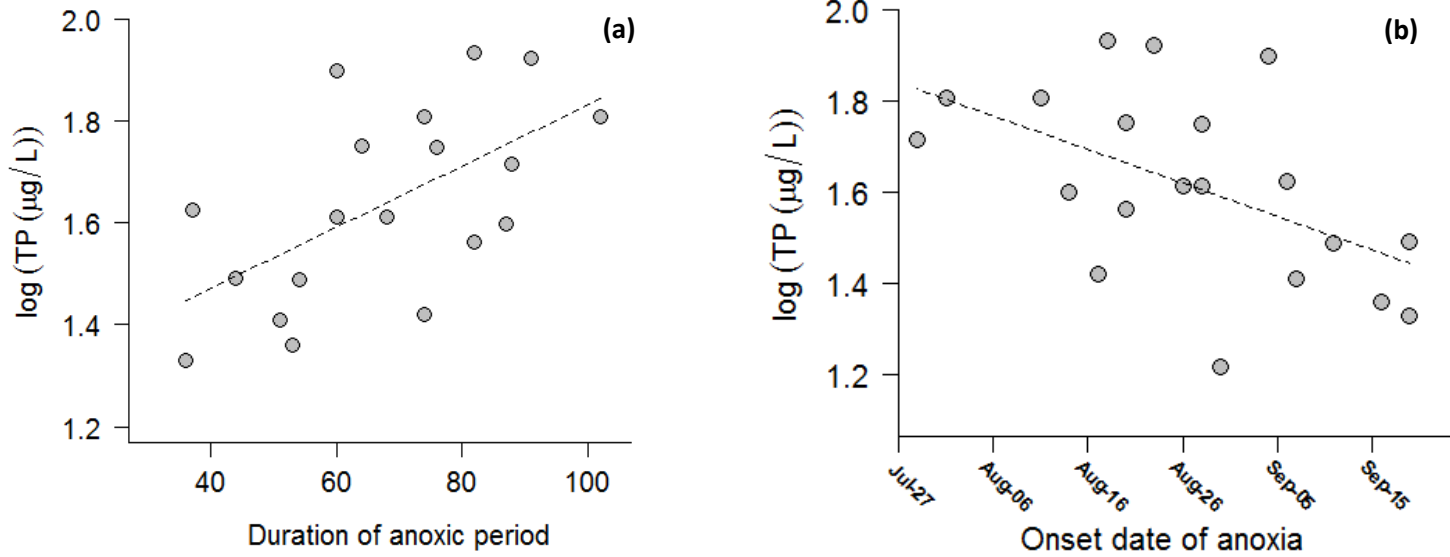 (a)
2.0
1.8
1.6
1.4
1.2
log (TP (μg/L))
40 60 80 100
Duration of anoxic period
(b)
2.0
1.8
1.6
1.4
1.2
log (TP (μg/L))
Jul-27 Aug-06 Aug-16 Aug-26 Sep-05 Sep-15
Onset date of anoxia